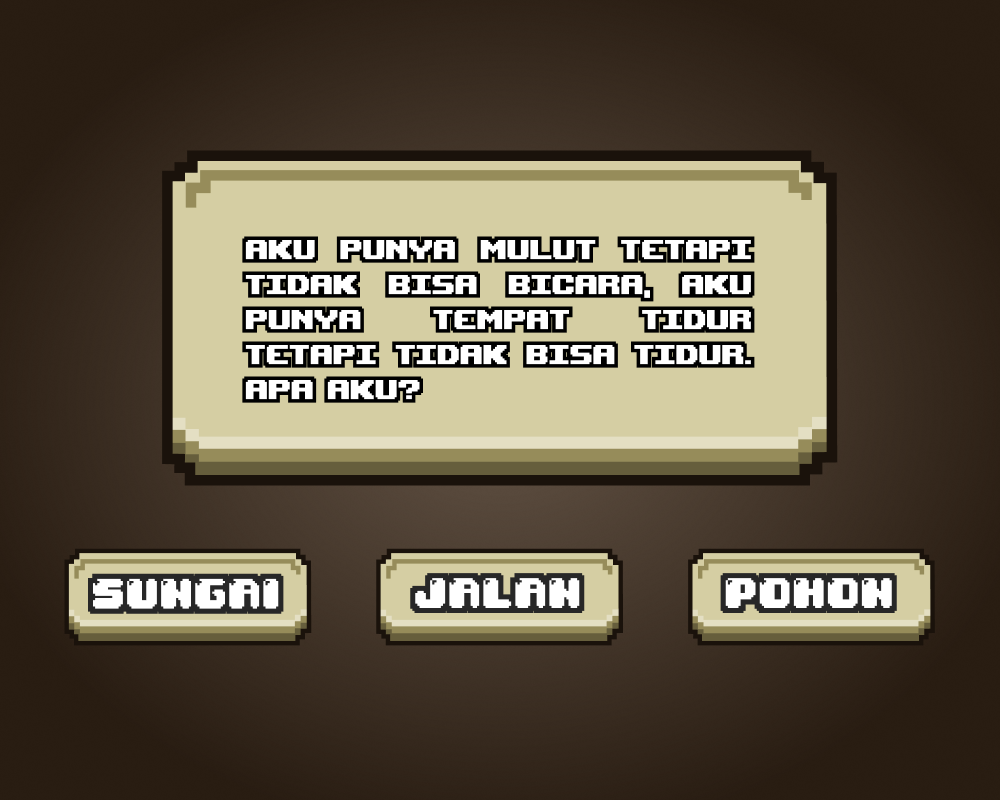 AKU PUNYA MULUT TETAPI
TIDAK BISA BICARA, AKU
PUNYA TEMPAT TIDUR
TETAPI TIDAK BISA TIDUR.
APA AKU?
SUNGAI
JALAN
POHON